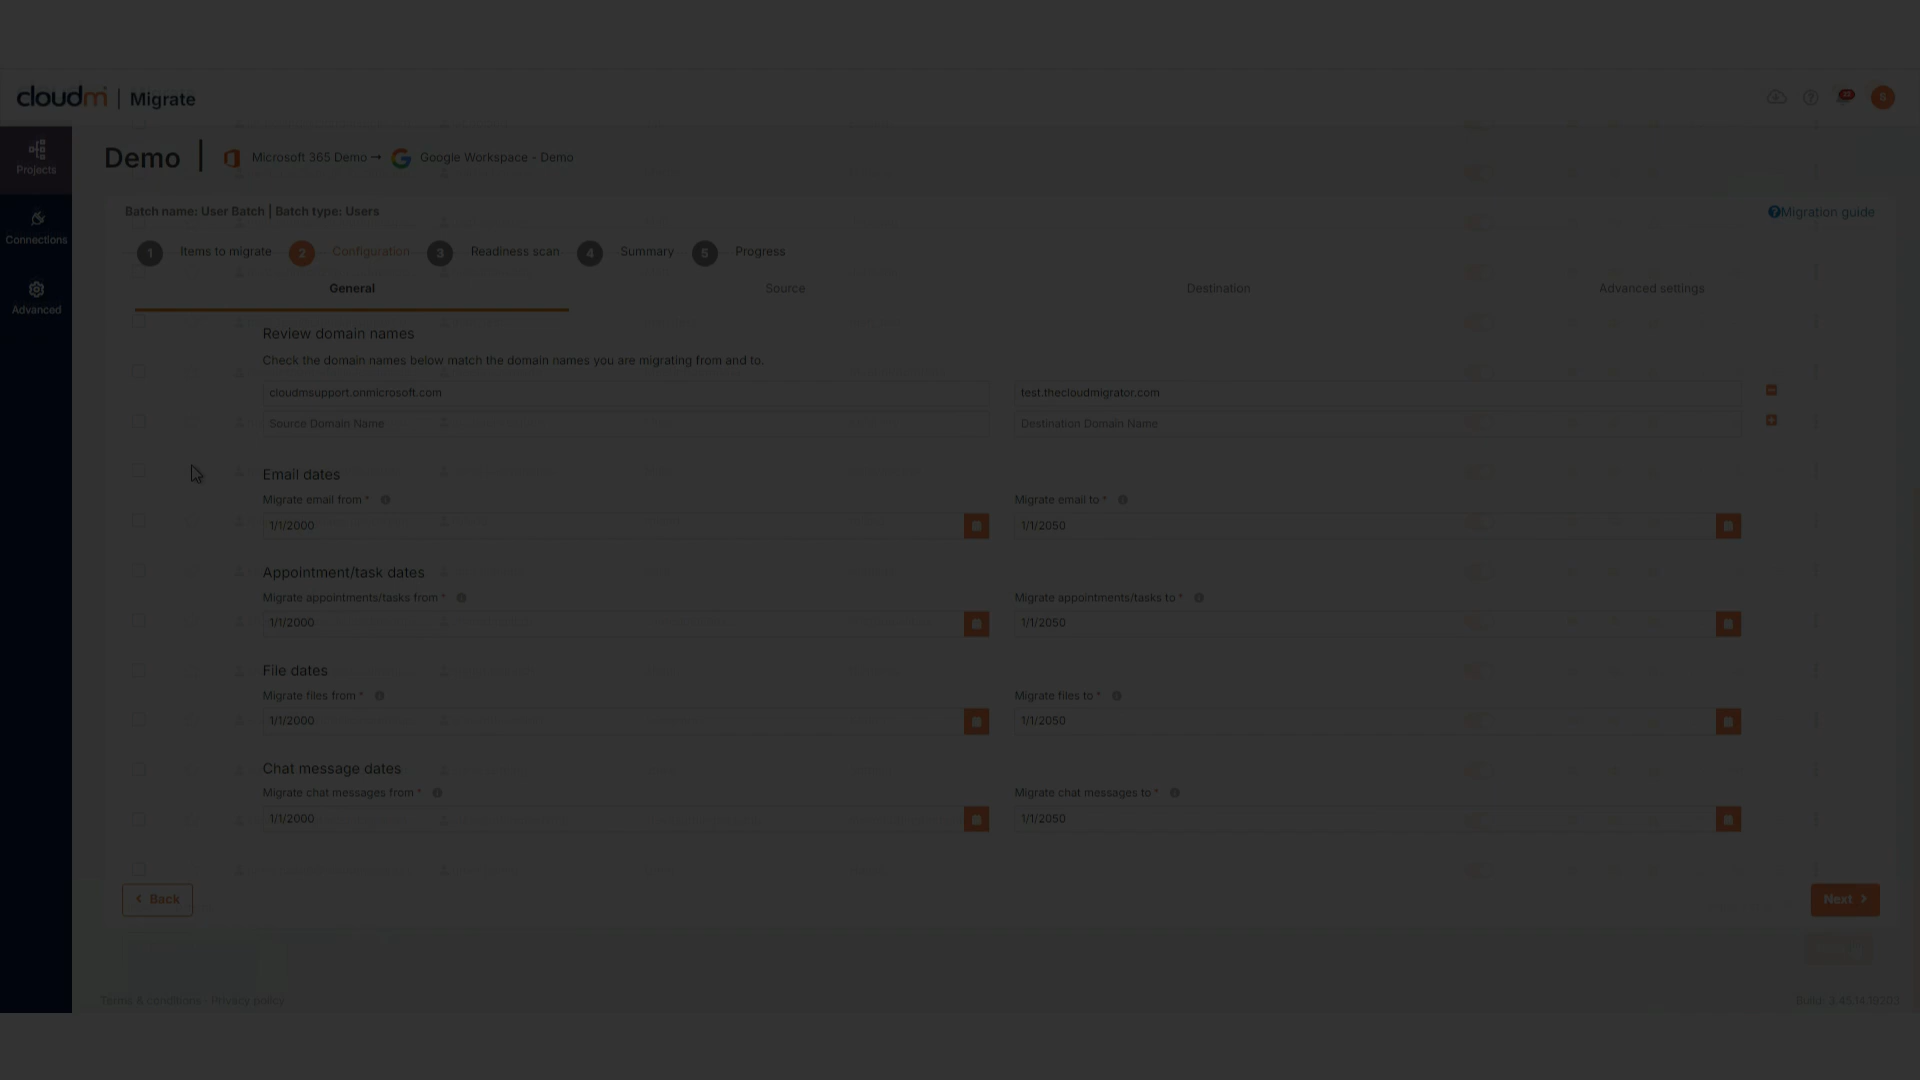 cloudm | Migrate
S
Projects
Connections
Advanced
Demo
Microsoft 365 Demo → Google Workspace - Demo
Batch name: User Batch | Batch type: Users
Migration guide
1 Items to migrate 2 Configuration 3 Readiness scan 4 Summary 5 Progress
General Source Destination Advanced settings
Review domain names
Check the domain names below match the domain names you are migrating from and to.
cloudmsupport.onmicrosoft.com test.thecloudmigrator.com
Source Domain Name Destination Domain Name
Email dates
Migrate email from * Migrate email to *
1/1/2000 1/1/2050
Appointment/task dates
Migrate appointments/tasks from * Migrate appointments/tasks to *
1/1/2000 1/1/2050
File dates
Migrate files from * Migrate files to *
1/1/2000 1/1/2050
Chat message dates
Migrate chat messages from * Migrate chat messages to *
1/1/2000 1/1/2050
Back Next
Terms & conditions Privacy policy
Build: